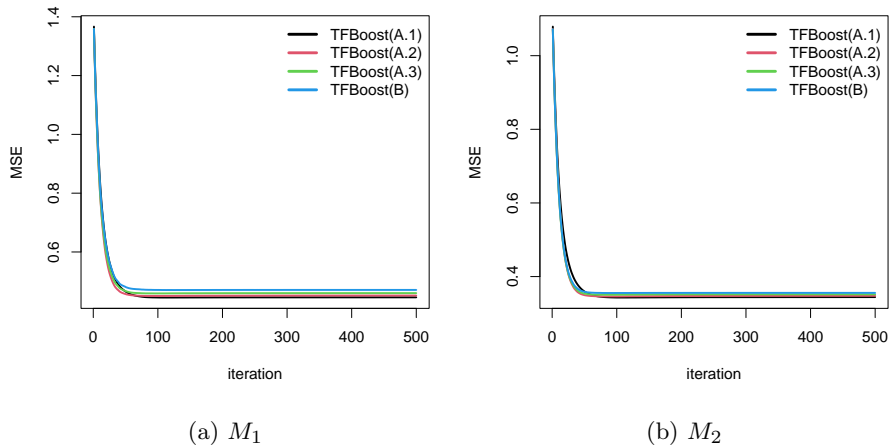 TFBoost(A.1)
TFBoost(A.2)
TFBoost(A.3)
TFBoost(B)
MSE
1.4
1.2
1.0
0.8
0.6
0 100 200 300 400 500
iteration
(a) M₁
TFBoost(A.1)
TFBoost(A.2)
TFBoost(A.3)
TFBoost(B)
MSE
1.0
0.8
0.6
0.4
0 100 200 300 400 500
iteration
(b) M₂